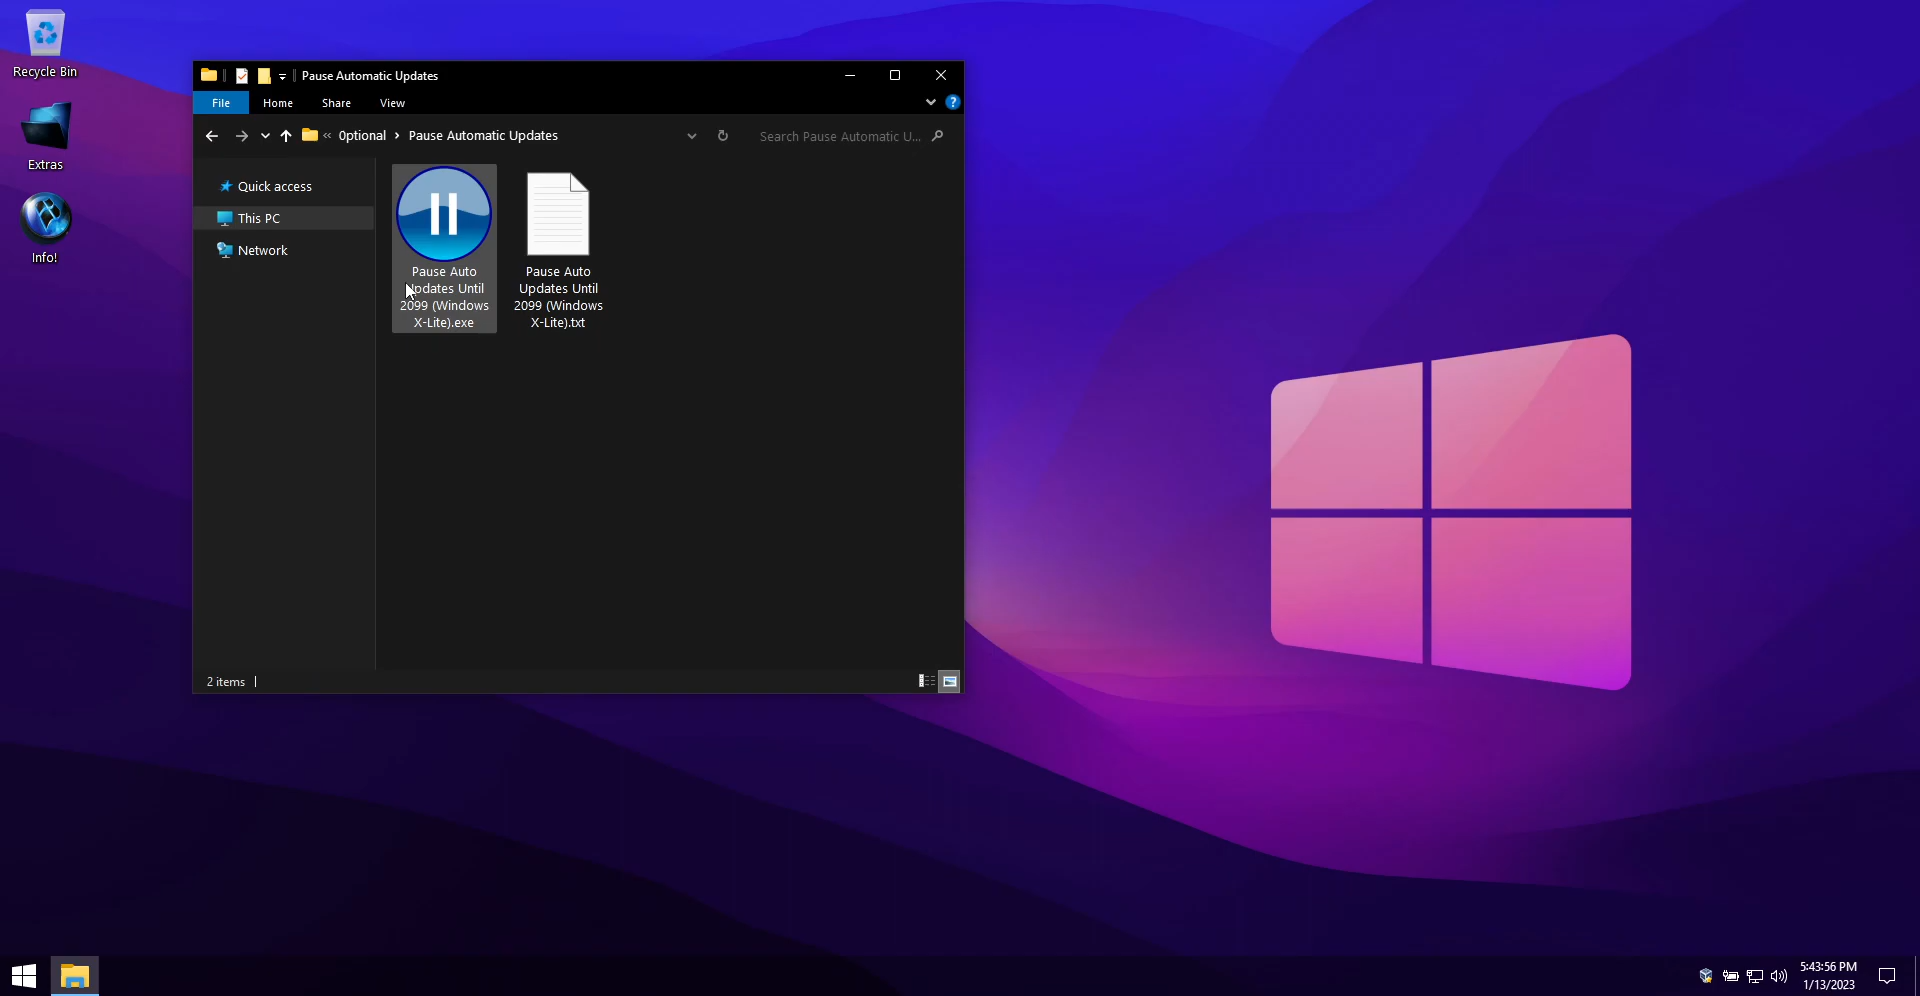 Recycle Bin
Extras
Info!
Pause Automatic Updates
File Home Share View
?
« Optional › Pause Automatic Updates
Search Pause Automatic U...
Quick access
This PC
Network
Pause Auto
Updates Until
2099 (Windows
X-Lite).exe
Pause Auto
Updates Until
2099 (Windows
X-Lite).txt
2 items
5:43:56 PM
1/13/2023